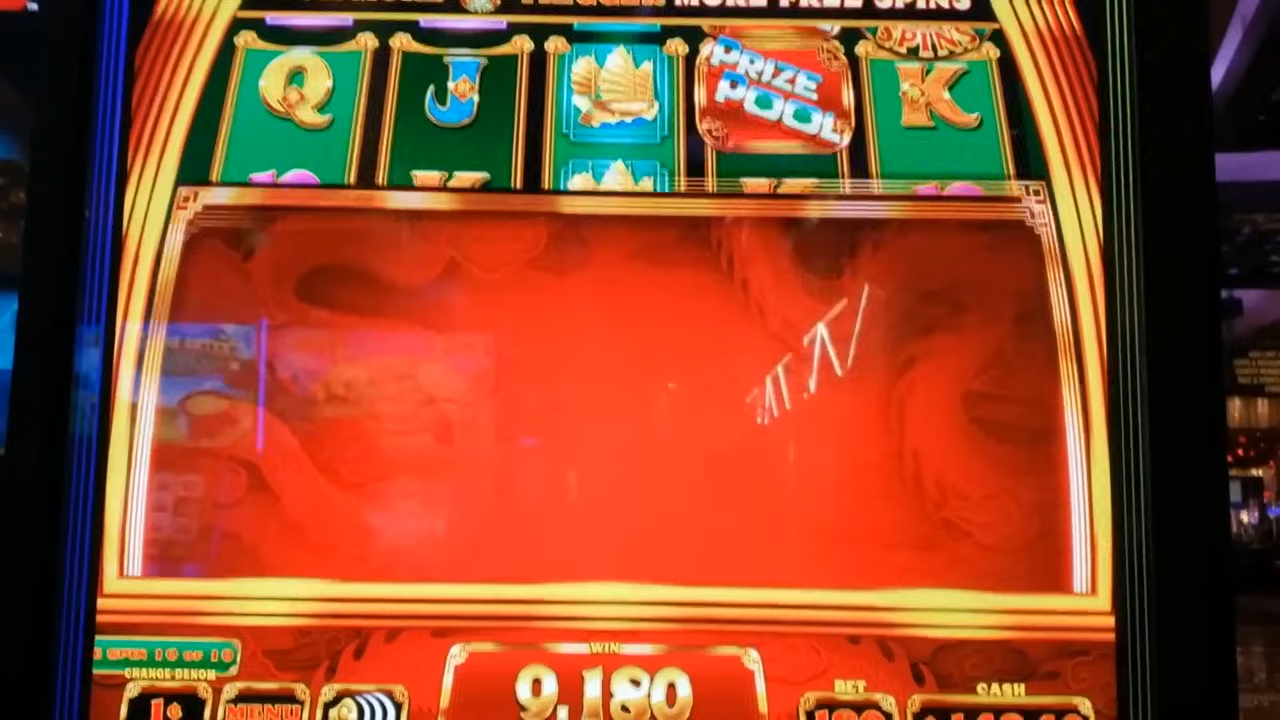 MORE FREE SPINS
SPINS
Q
J
PRIZE
POOL
K
SPIN 10 OF 10
CHANGE DENOM
1¢
MENU
WIN
9,180
BET
CASH